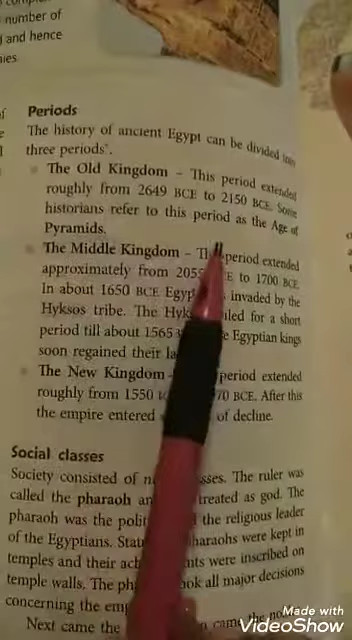 number of
and hence
Periods
The history of ancient Egypt can be divided into
three periods*.
The Old Kingdom – This period extended
roughly from 2649 BCE to 2150 BCE. Some
historians refer to this period as the Age of
Pyramids.
The Middle Kingdom – period extended
approximately from 2055 to 1700 BCE.
In about 1650 BCE invaded by the
Hyksos tribe. The for a short
period till about 1565 Egyptian kings
soon regained their
The New Kingdom period extended
roughly from 1550 BCE. After this
the empire entered of decline.
Social classes
Society consisted of The ruler was
called the pharaoh treated as god. The
pharaoh was the the religious leader
of the Egyptians. were kept in
temples and their were inscribed on
temple walls. The all major decisions
concerning the
Next came the came the
Made with
VideoShow